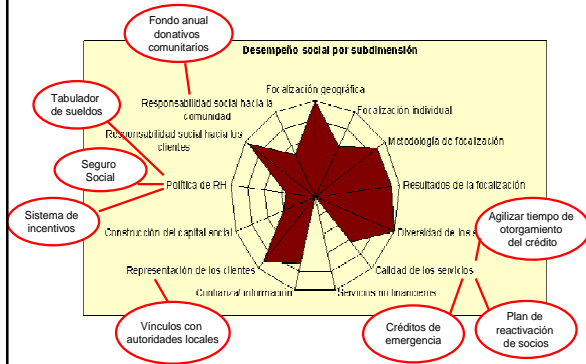 Fondo anual
donativos
comunitarios
Desempeño social por subdimensión
Focalización geográfica
Responsabilidad social hacia la
comunidad
Focalización individual
Tabulador
de sueldos
Responsabilidad social hacia los
clientes
Metodología de focalización
Seguro
Social
Política de RH
Resultados de la focalización
Sistema de
incentivos
Agilizar tiempo de
otorgamiento
del crédito
Construcción del capital social
Diversidad de los
Representación de los clientes
Calidad de los servicios
Confianza/ información
Servicios no financieros
Vínculos con
autoridades locales
Créditos de
emergencia
Plan de
reactivación
de socios